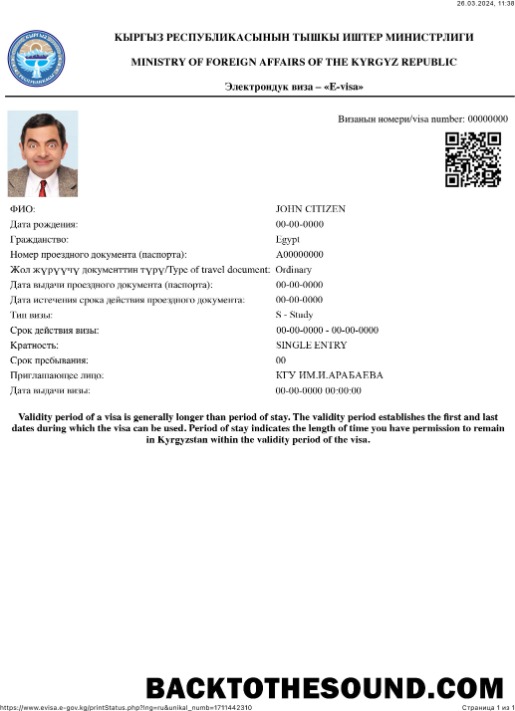 26.03.2024, 11:38
КЫРГЫЗ РЕСПУБЛИКАСЫНЫН ТЫШКЫ ИШТЕР МИНИСТРЛИГИ
MINISTRY OF FOREIGN AFFAIRS OF THE KYRGYZ REPUBLIC
Электрондук виза – «E-visa»
Визанын номери/visa number: 00000000
ФИО: JOHN CITIZEN
Дата рождения: 00-00-0000
Гражданство: Egypt
Номер проездного документа (паспорта): A00000000
Жол жүрүүчү документтин түрү/Type of travel document: Ordinary
Дата выдачи проездного документа (паспорта): 00-00-0000
Дата истечения срока действия проездного документа: 00-00-0000
Тип визы: S - Study
Срок действия визы: 00-00-0000 - 00-00-0000
Кратность: SINGLE ENTRY
Срок пребывания: 00
Приглашающее лицо: КГУ ИМ.И.АРАБАЕВА
Дата выдачи визы: 00-00-0000 00:00:00
Validity period of a visa is generally longer than period of stay. The validity period establishes the first and last
dates during which the visa can be used. Period of stay indicates the length of time you have permission to remain
in Kyrgyzstan within the validity period of the visa.
BACKTOTHESOUND.COM
https://www.evisa.e-gov.kg/printStatus.php?lng=ru&unikal_numb=1711442310
Страница 1 из 1